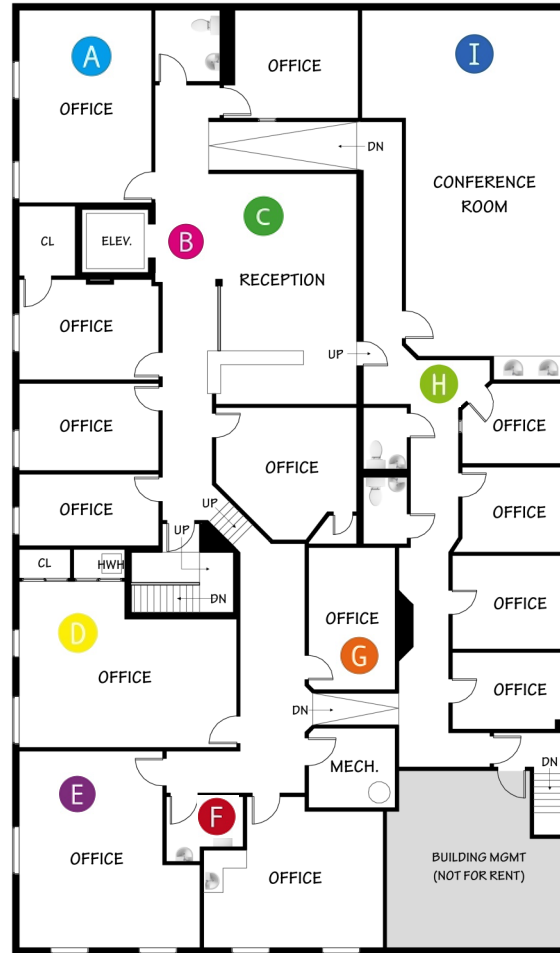 A
OFFICE
OFFICE
I
DN
CONFERENCE
ROOM
CL
ELEV.
B
C
RECEPTION
OFFICE
UP
H
OFFICE
OFFICE
OFFICE
OFFICE
UP
OFFICE
UP
CL
HWH
DN
OFFICE
OFFICE
D
OFFICE
G
OFFICE
DN
MECH.
DN
E
F
OFFICE
OFFICE
BUILDING MGMT
(NOT FOR RENT)